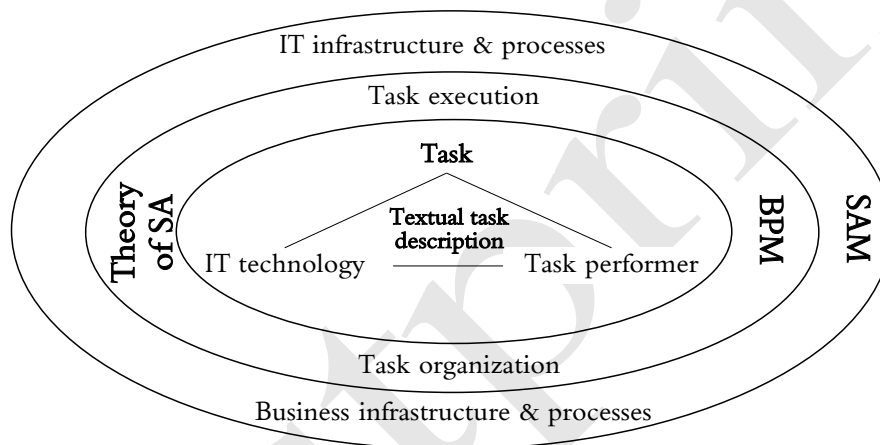 IT infrastructure & processes
Task execution
Task
Theory
of SA
Textual task
description
BPM
SAM
IT technology
Task performer
Task organization
Business infrastructure & processes